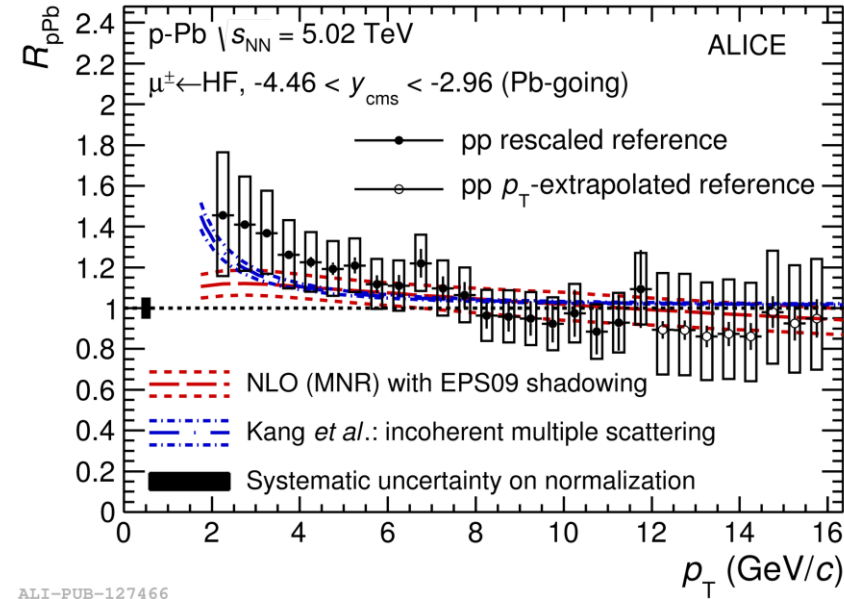 R_pPb
p-Pb √s_NN = 5.02 TeV
ALICE
μ±←HF, -4.46 < y_cms < -2.96 (Pb-going)
pp rescaled reference
pp p_T-extrapolated reference
NLO (MNR) with EPS09 shadowing
Kang et al.: incoherent multiple scattering
Systematic uncertainty on normalization
2.4
2.2
2
1.8
1.6
1.4
1.2
1
0.8
0.6
0.4
0.2
0
0 2 4 6 8 10 12 14 16
p_T (GeV/c)
ALI-PUB-127466